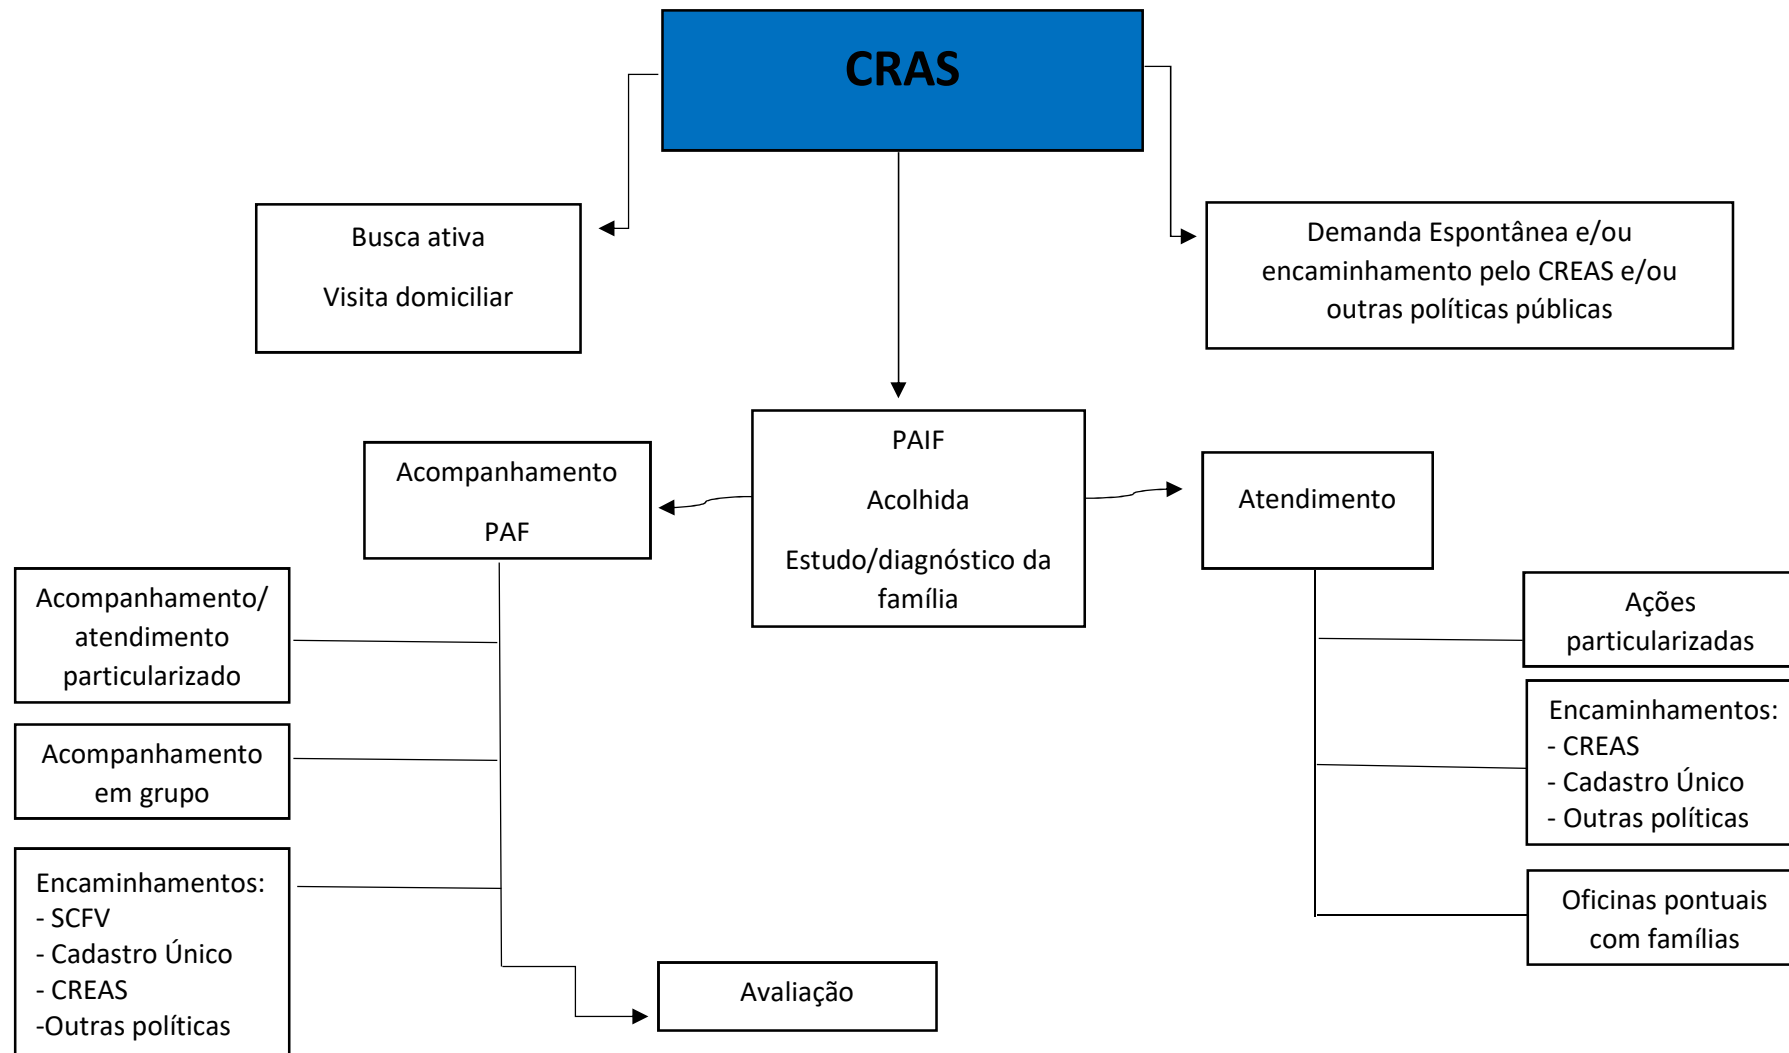 CRAS
Busca ativa
Visita domiciliar
Demanda Espontânea e/ou
encaminhamento pelo CREAS e/ou
outras políticas públicas
PAIF
Acolhida
Estudo/diagnóstico da
família
Acompanhamento
PAF
Atendimento
Acompanhamento/
atendimento
particularizado
Acompanhamento
em grupo
Encaminhamentos:
- SCFV
- Cadastro Único
- CREAS
-Outras políticas
Avaliação
Ações
particularizadas
Encaminhamentos:
- CREAS
- Cadastro Único
- Outras políticas
Oficinas pontuais
com famílias